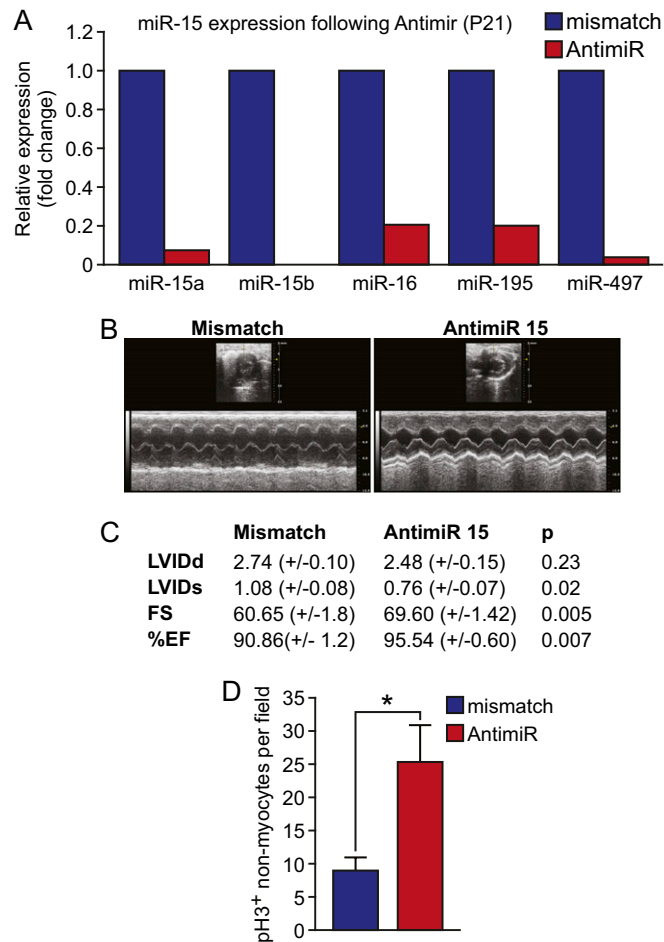 A
miR-15 expression following Antimir (P21)
mismatch
AntimiR
Relative expression
(fold change)
1.2
1.0
0.8
0.6
0.4
0.2
0
miR-15a miR-15b miR-16 miR-195 miR-497
B
Mismatch AntimiR 15
C
Mismatch AntimiR 15 p
LVIDd 2.74 (+/-0.10) 2.48 (+/-0.15) 0.23
LVIDs 1.08 (+/-0.08) 0.76 (+/-0.07) 0.02
FS 60.65 (+/-1.8) 69.60 (+/-1.42) 0.005
%EF 90.86(+/- 1.2) 95.54 (+/-0.60) 0.007
D
mismatch
AntimiR
*
pH3+ non-myocytes per field
35
30
25
20
15
10
5
0